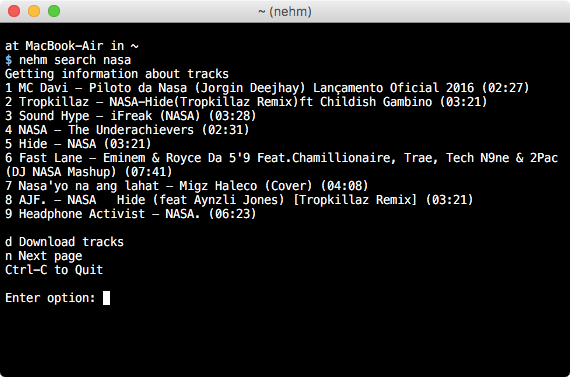 ~ (nehm)
at MacBook-Air in ~
$ nehm search nasa
Getting information about tracks
1 MC Davi – Piloto da Nasa (Jorgin Deejhay) Lançamento Oficial 2016 (02:27)
2 Tropkillaz – NASA-Hide(Tropkillaz Remix)ft Childish Gambino (03:21)
3 Sound Hype – iFreak (NASA) (03:28)
4 NASA – The Underachievers (02:31)
5 Hide – NASA (03:21)
6 Fast Lane – Eminem & Royce Da 5'9 Feat.Chamillionaire, Trae, Tech N9ne & 2Pac
(DJ NASA Mashup) (07:41)
7 Nasa'yo na ang lahat – Migz Haleco (Cover) (04:08)
8 AJF. – NASA   Hide (feat Aynzli Jones) [Tropkillaz Remix] (03:21)
9 Headphone Activist – NASA. (06:23)
d Download tracks
n Next page
Ctrl-C to Quit
Enter option: